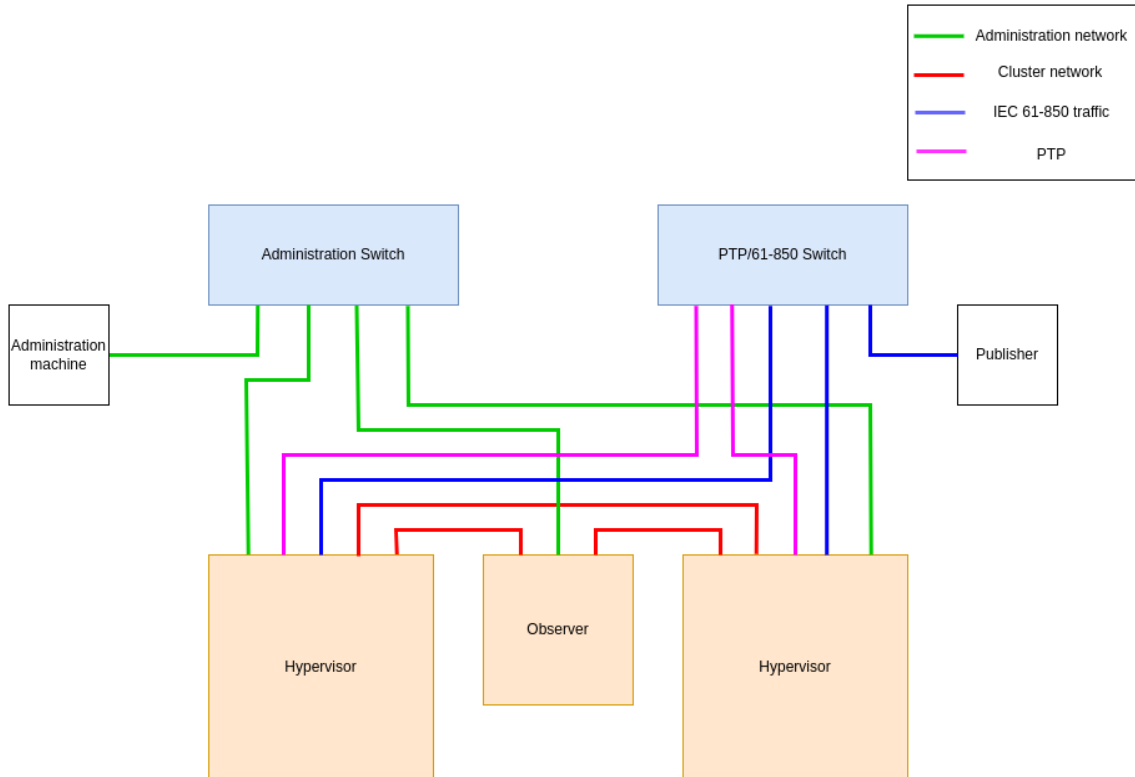 Administration network
Cluster network
IEC 61-850 traffic
PTP
Administration Switch
PTP/61-850 Switch
Administration
machine
Publisher
Observer
Hypervisor
Hypervisor